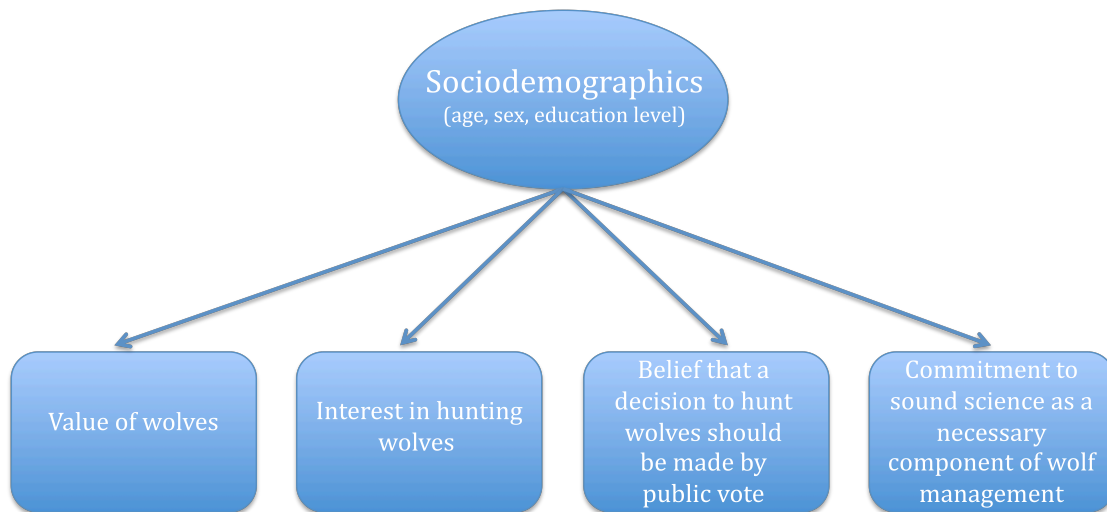 Sociodemographics
(age, sex, education level)
Value of wolves
Interest in hunting
wolves
Belief that a
decision to hunt
wolves should
be made by
public vote
Commitment to
sound science as a
necessary
component of wolf
management